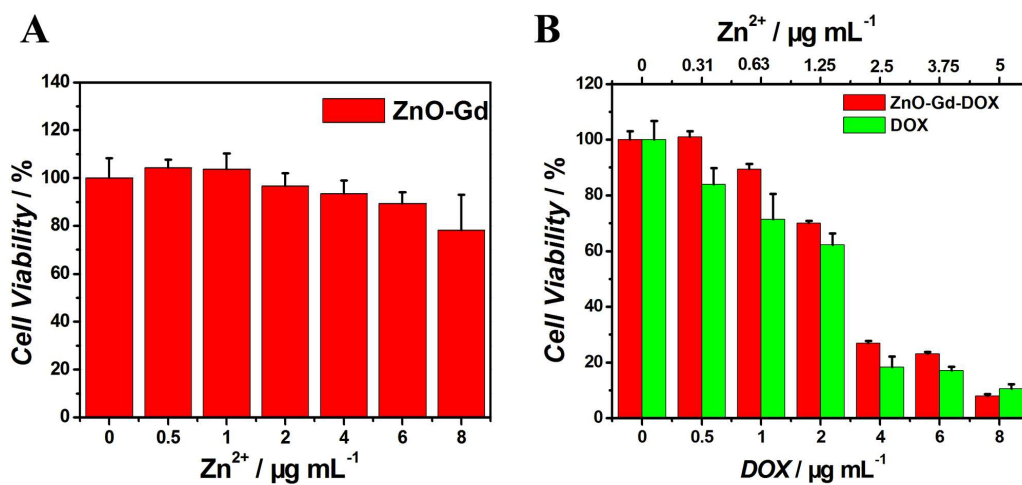 A
ZnO-Gd
Cell Viability / %
140
120
100
80
60
40
20
0
0 0.5 1 2 4 6 8
Zn²⁺ / µg mL⁻¹
B
Zn²⁺ / µg mL⁻¹
0 0.31 0.63 1.25 2.5 3.75 5
ZnO-Gd-DOX
DOX
Cell Viability / %
120
100
80
60
40
20
0
0 0.5 1 2 4 6 8
DOX / µg mL⁻¹